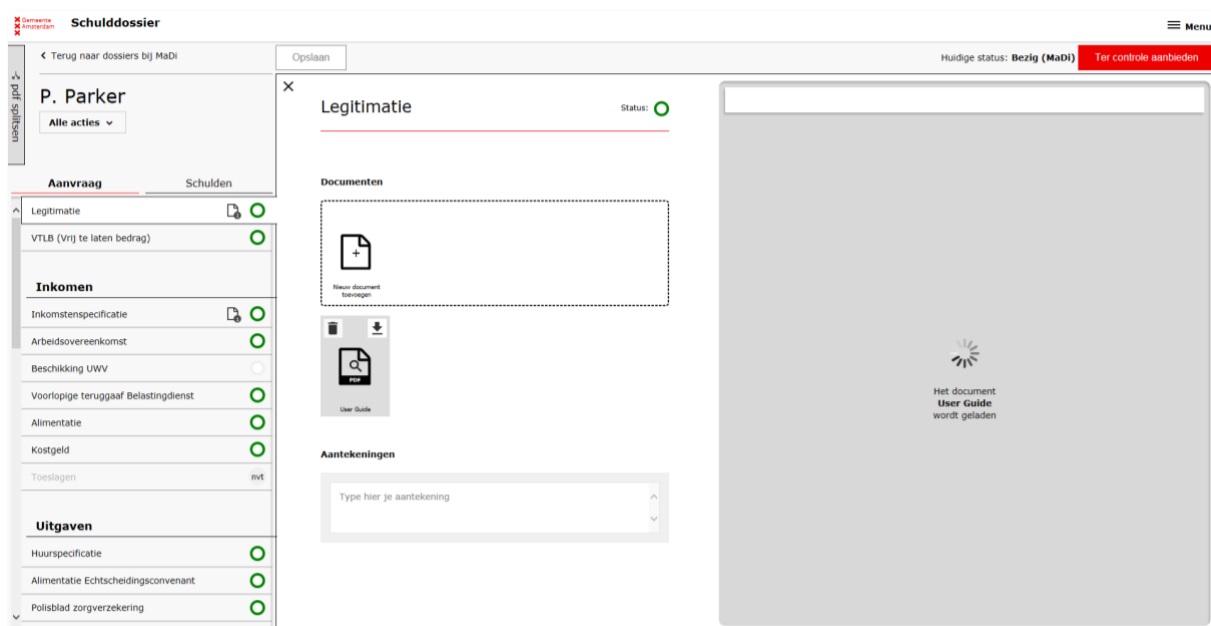 Gemeente
Amsterdam
Schulddossier
Menu
Terug naar dossiers bij MaDi
Opslaan
Huidige status: Bezig (MaDi)
Ter controle aanbieden
pdf splitsen
P. Parker
Alle acties
Aanvraag
Schulden
Legitimatie
VTLB (Vrij te laten bedrag)
Inkomen
Inkomstenspecificatie
Arbeidsovereenkomst
Beschikking UWV
Voorlopige teruggaaf Belastingdienst
Alimentatie
Kostgeld
Toeslagen nvt
Uitgaven
Huurspecificatie
Alimentatie Echtscheidingsconvenant
Polisblad zorgverzekering
Legitimatie
Status:
Documenten
Nieuw document
toevoegen
PDF
User Guide
Aantekeningen
Type hier je aantekening
Het document
User Guide
wordt geladen